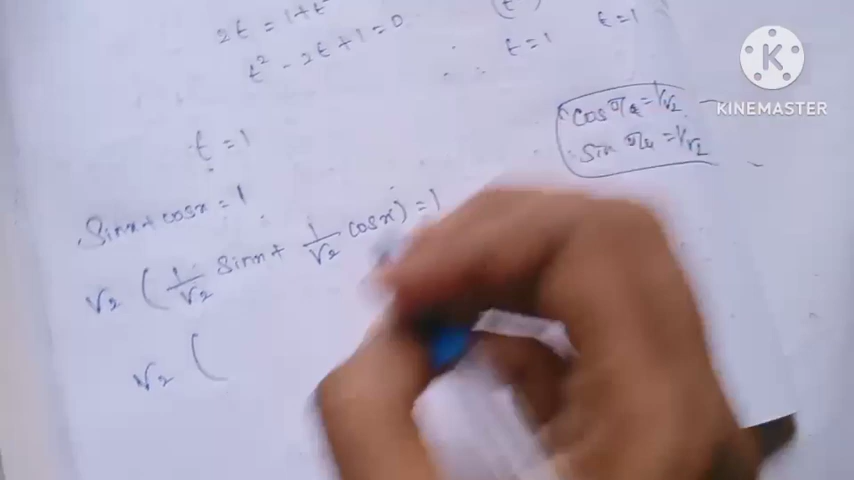 2t = 1+t²
t² - 2t + 1 = 0
t = 1
t = 1
cos π/4 = 1/√2
sin π/4 = 1/√2
K
KINEMASTER
t = 1
Sinx + cosx = 1
√2 ( 1/√2 Sinx + 1/√2 cosx ) = 1
√2 (